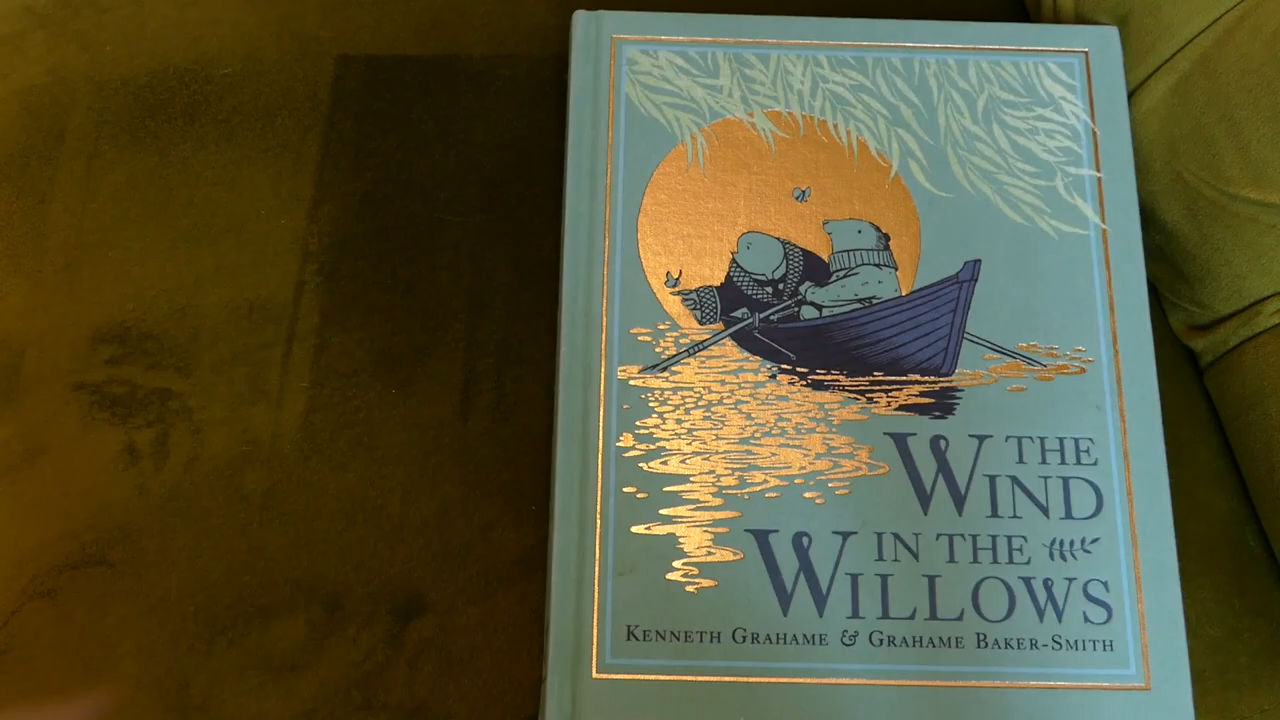 THE
WIND
IN THE
WILLOWS
KENNETH GRAHAME & GRAHAME BAKER-SMITH